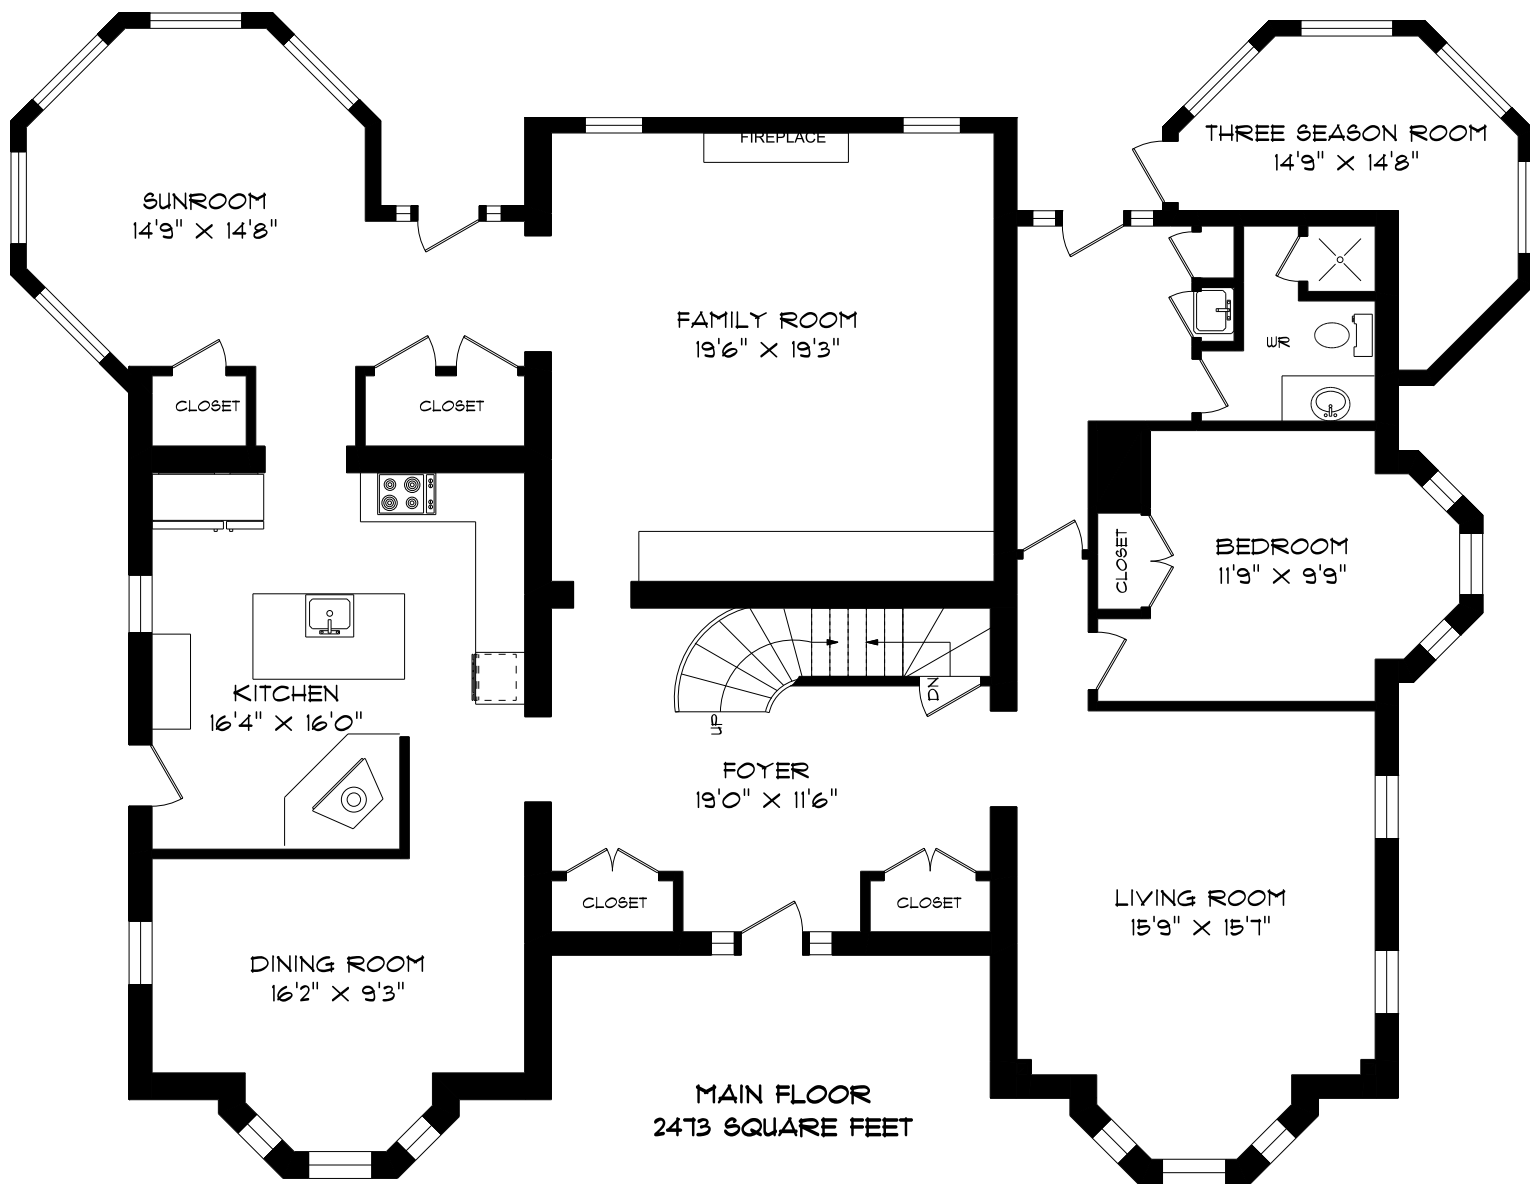 FIREPLACE
THREE SEASON ROOM
14'9" X 14'8"
SUNROOM
14'9" X 14'8"
FAMILY ROOM
19'6" X 19'3"
WR
CLOSET
CLOSET
BEDROOM
11'9" X 9'9"
CLOSET
KITCHEN
16'4" X 16'0"
DN
UP
FOYER
19'0" X 11'6"
CLOSET
CLOSET
LIVING ROOM
15'9" X 15'7"
DINING ROOM
16'2" X 9'3"
MAIN FLOOR
2473 SQUARE FEET